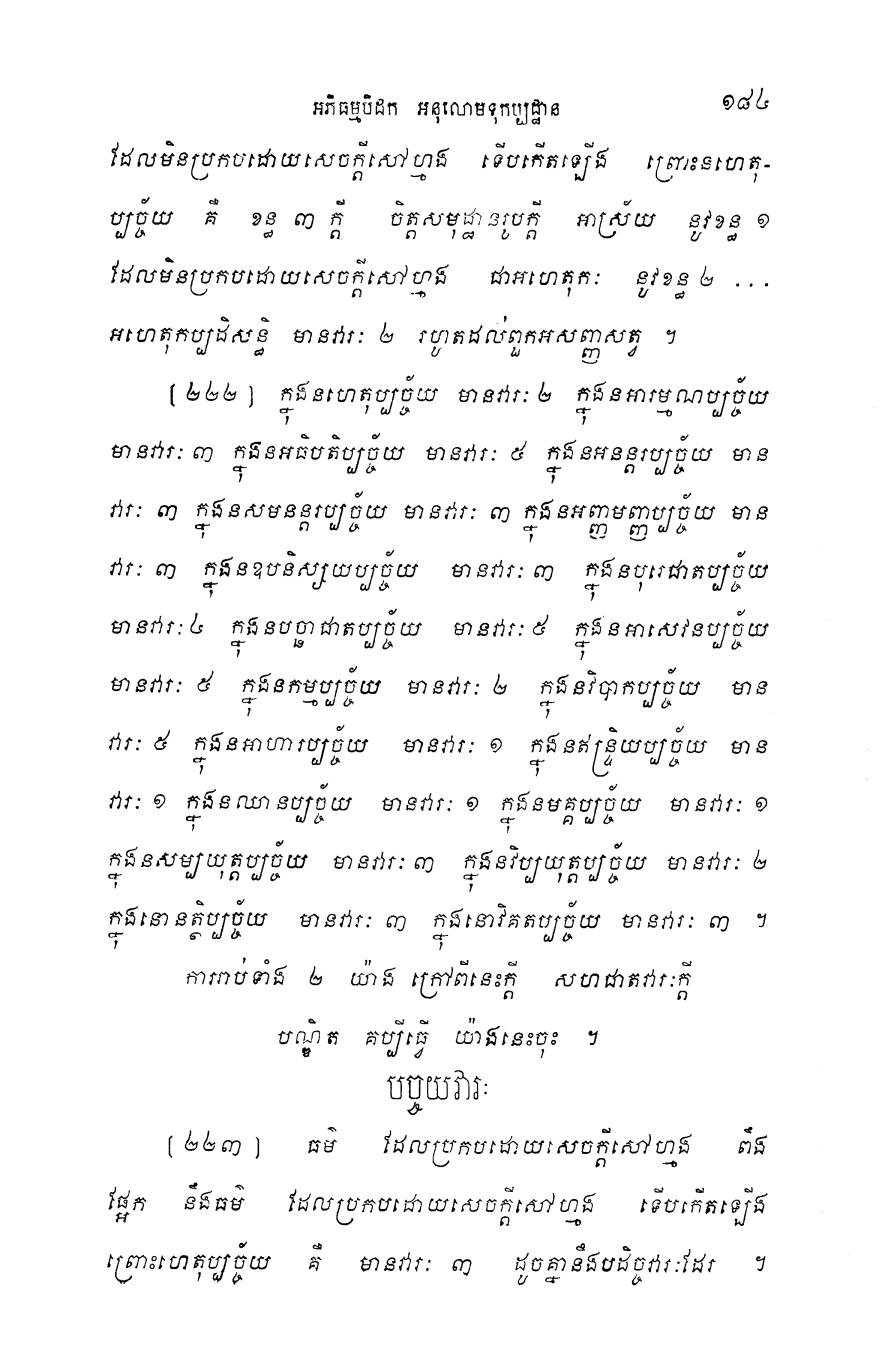 អភិធម្មបិដក អនុលោមទុកប្បដ្ឋាន ១៨៤
ដែលមិនប្រកបដោយសេចក្តីសៅហ្មង ទើបកើតឡើង ព្រោះនហេតុ-
ប្បច្ច័យ គឺ ខន្ធ ៣ ក្តី ចិត្តសមុដ្ឋានរូបក្តី អាស្រ័យ នូវខន្ធ ១
ដែលមិនប្រកបដោយសេចក្តីសៅហ្មង ជាអហេតុកៈ នូវខន្ធ ២ ...
អហេតុកប្បដិសន្ធិ មានវារៈ ២ រហូតដល់ពួកអសញ្ញសត្វ ។
[ ២២២ ] ក្នុងនហេតុប្បច្ច័យ មានវារៈ ២ ក្នុងនអារម្មណប្បច្ច័យ
មានវារៈ ៣ ក្នុងនអធិបតិប្បច្ច័យ មានវារៈ ៥ ក្នុងនអនន្តរប្បច្ច័យ មាន
វារៈ ៣ ក្នុងនសមនន្តរប្បច្ច័យ មានវារៈ ៣ ក្នុងនអញ្ញមញ្ញប្បច្ច័យ មាន
វារៈ ៣ ក្នុងនឧបនិស្សយប្បច្ច័យ មានវារៈ ៣ ក្នុងនបុរេជាតប្បច្ច័យ
មានវារៈ ៤ ក្នុងនបច្ឆាជាតប្បច្ច័យ មានវារៈ ៥ ក្នុងនអាសេវនប្បច្ច័យ
មានវារៈ ៥ ក្នុងនកម្មប្បច្ច័យ មានវារៈ ២ ក្នុងនវិបាកប្បច្ច័យ មាន
វារៈ ៥ ក្នុងនអាហារប្បច្ច័យ មានវារៈ ១ ក្នុងនឥន្ទ្រិយប្បច្ច័យ មាន
វារៈ ១ ក្នុងនឈានប្បច្ច័យ មានវារៈ ១ ក្នុងនមគ្គប្បច្ច័យ មានវារៈ ១
ក្នុងនសម្បយុត្តប្បច្ច័យ មានវារៈ ៣ ក្នុងនវិប្បយុត្តប្បច្ច័យ មានវារៈ ២
ក្នុងនោនត្ថិប្បច្ច័យ មានវារៈ ៣ ក្នុងនោវិគតប្បច្ច័យ មានវារៈ ៣ ។
ការរាប់ទាំង ២ យ៉ាង ក្រៅពីនេះក្តី សហជាតវារៈក្តី
បណ្ឌិត គប្បីធ្វើ យ៉ាងនេះចុះ ។
បច្ចយវារៈ
[ ២២៣ ] ធម៌ ដែលប្រកបដោយសេចក្តីសៅហ្មង ពឹង
ផ្អែក នឹងធម៌ ដែលប្រកបដោយសេចក្តីសៅហ្មង ទើបកើតឡើង
ព្រោះហេតុប្បច្ច័យ គឺ មានវារៈ ៣ ដូចគ្នានឹងបដិច្ចវារៈដែរ ។